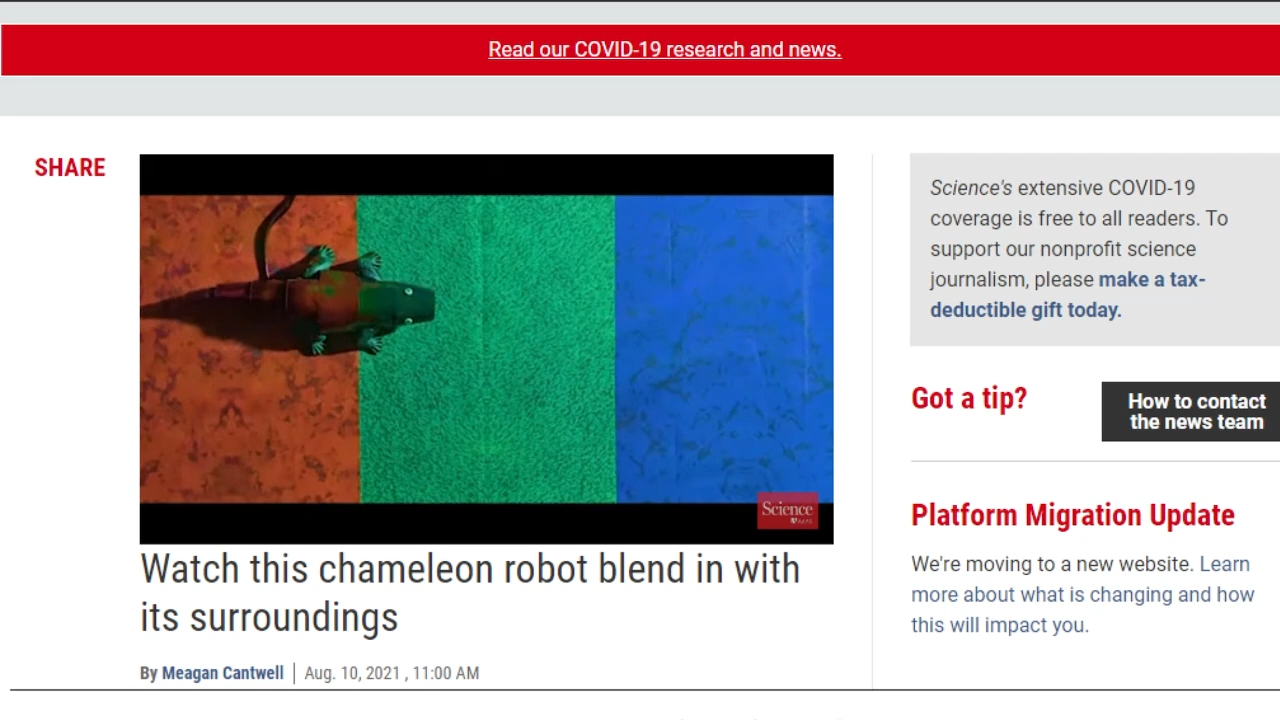 Read our COVID-19 research and news.
SHARE
Science
Watch this chameleon robot blend in with
its surroundings
By Meagan Cantwell | Aug. 10, 2021 , 11:00 AM
Science's extensive COVID-19
coverage is free to all readers. To
support our nonprofit science
journalism, please make a tax-
deductible gift today.
Got a tip?
How to contact
the news team
Platform Migration Update
We're moving to a new website. Learn
more about what is changing and how
this will impact you.